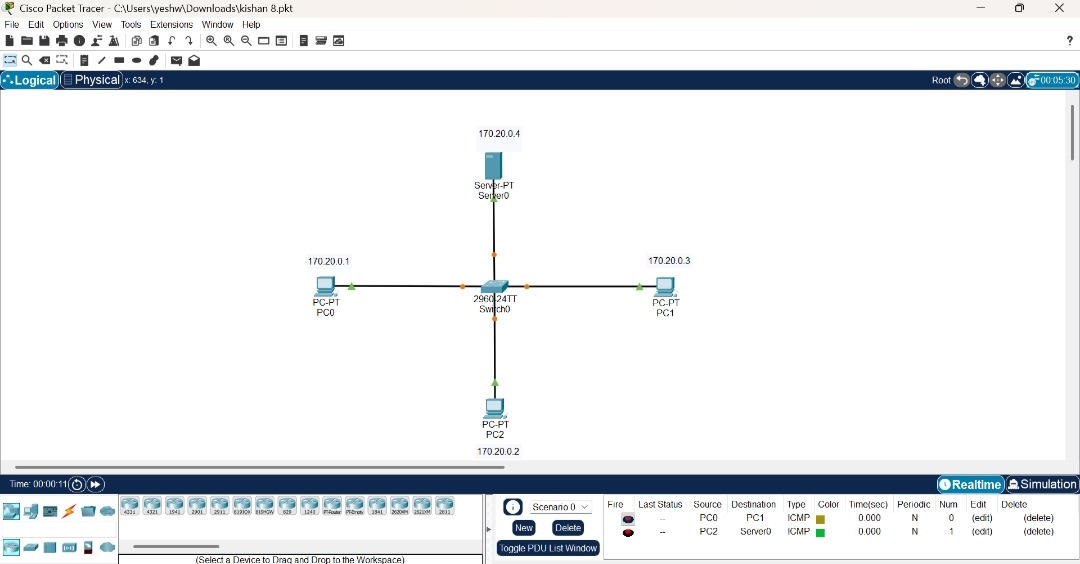 Cisco Packet Tracer - C:\Users\yeshw\Downloads\kishan 8.pkt
File Edit Options View Tools Extensions Window Help
?
Logical Physical x: 634, y: 1 Root 00:05:30
170.20.0.4
Server-PT
Server0
170.20.0.1
PC-PT
PC0
2960-24TT
Switch0
170.20.0.3
PC-PT
PC1
PC-PT
PC2
170.20.0.2
Time: 00:00:11 Realtime Simulation
4331 4321 1941 2901 2911 819HGW 829 1240 PT-Router PT-Empty 1841 2620XM 2621XM 2811
(Select a Device to Drag and Drop to the Workspace)
Scenario 0
New Delete
Toggle PDU List Window
Fire Last Status Source Destination Type Color Time(sec) Periodic Num Edit Delete
-- PC0 PC1 ICMP 0.000 N 0 (edit) (delete)
-- PC2 Server0 ICMP 0.000 N 1 (edit) (delete)